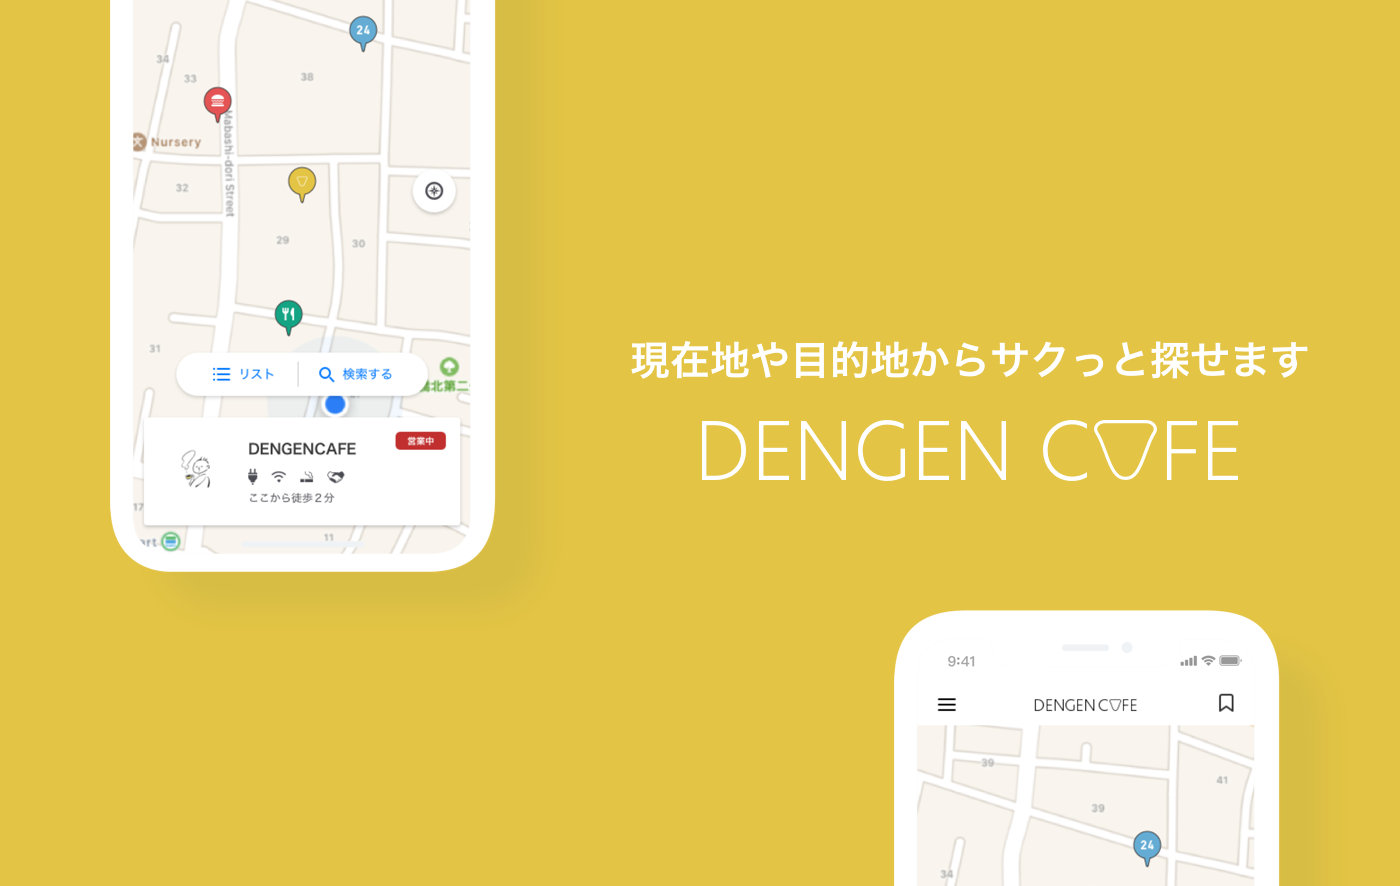 24
34
33
38
Nursery
Mabashi-dori Street
32
29
30
31
リスト
検索する
橋北第二
DENGENCAFE
営業中
ここから徒歩2分
17
art
11
現在地や目的地からサクっと探せます
DENGEN CAFE
9:41
DENGEN CAFE
39
41
39
24
34